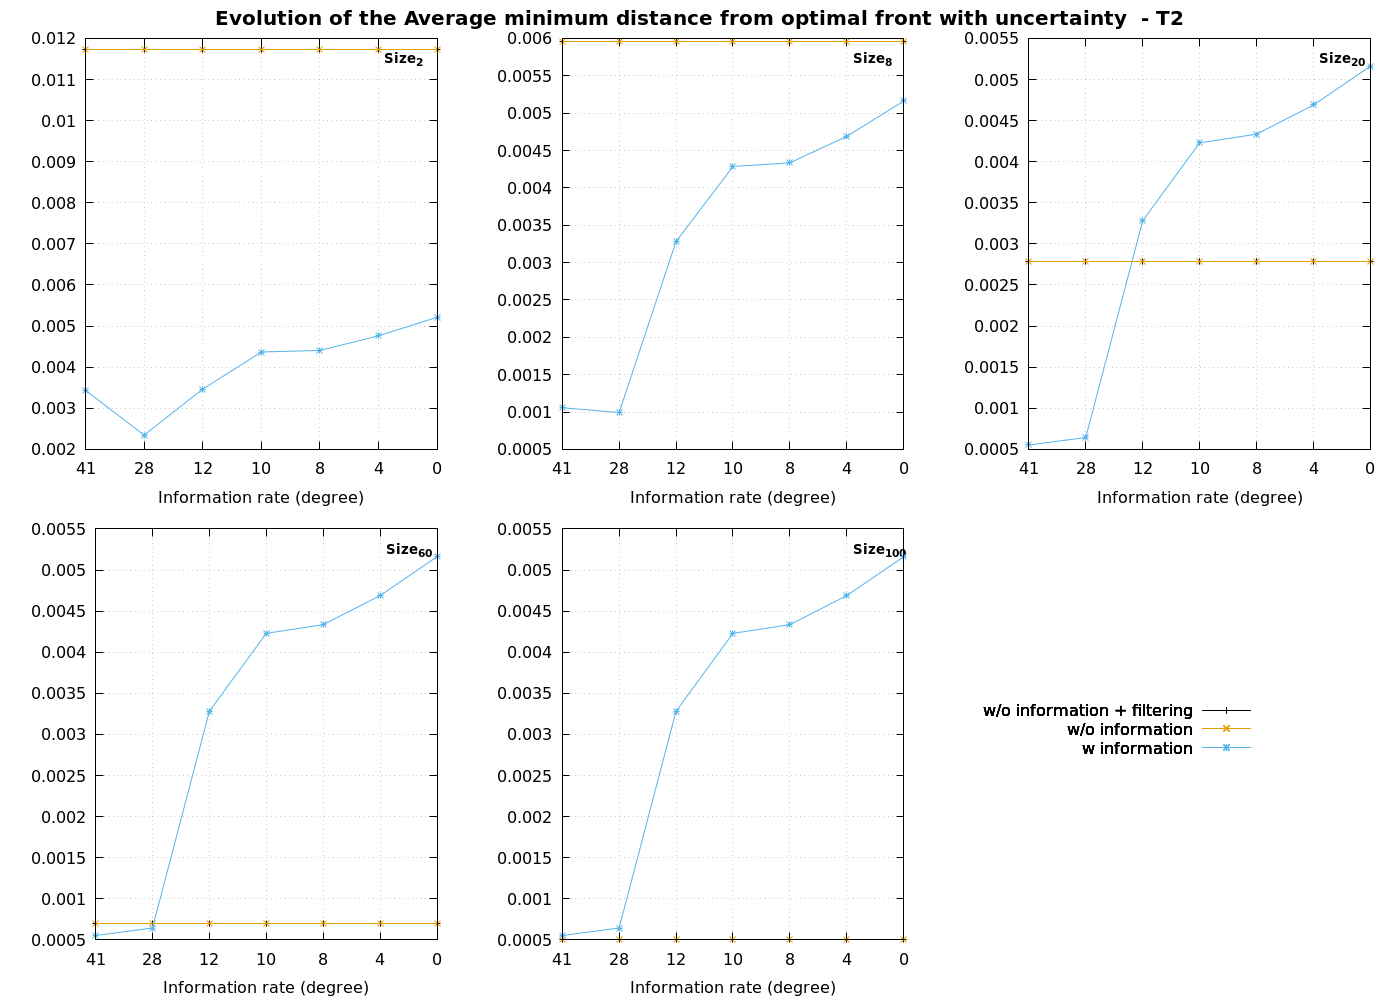 Evolution of the Average minimum distance from optimal front with uncertainty - T2
Size2
0.012
0.011
0.01
0.009
0.008
0.007
0.006
0.005
0.004
0.003
0.002
41 28 12 10 8 4 0
Information rate (degree)
Size8
0.006
0.0055
0.005
0.0045
0.004
0.0035
0.003
0.0025
0.002
0.0015
0.001
0.0005
41 28 12 10 8 4 0
Information rate (degree)
Size20
0.0055
0.005
0.0045
0.004
0.0035
0.003
0.0025
0.002
0.0015
0.001
0.0005
41 28 12 10 8 4 0
Information rate (degree)
Size60
0.0055
0.005
0.0045
0.004
0.0035
0.003
0.0025
0.002
0.0015
0.001
0.0005
41 28 12 10 8 4 0
Information rate (degree)
Size100
0.0055
0.005
0.0045
0.004
0.0035
0.003
0.0025
0.002
0.0015
0.001
0.0005
41 28 12 10 8 4 0
Information rate (degree)
w/o information + filtering
w/o information
w information